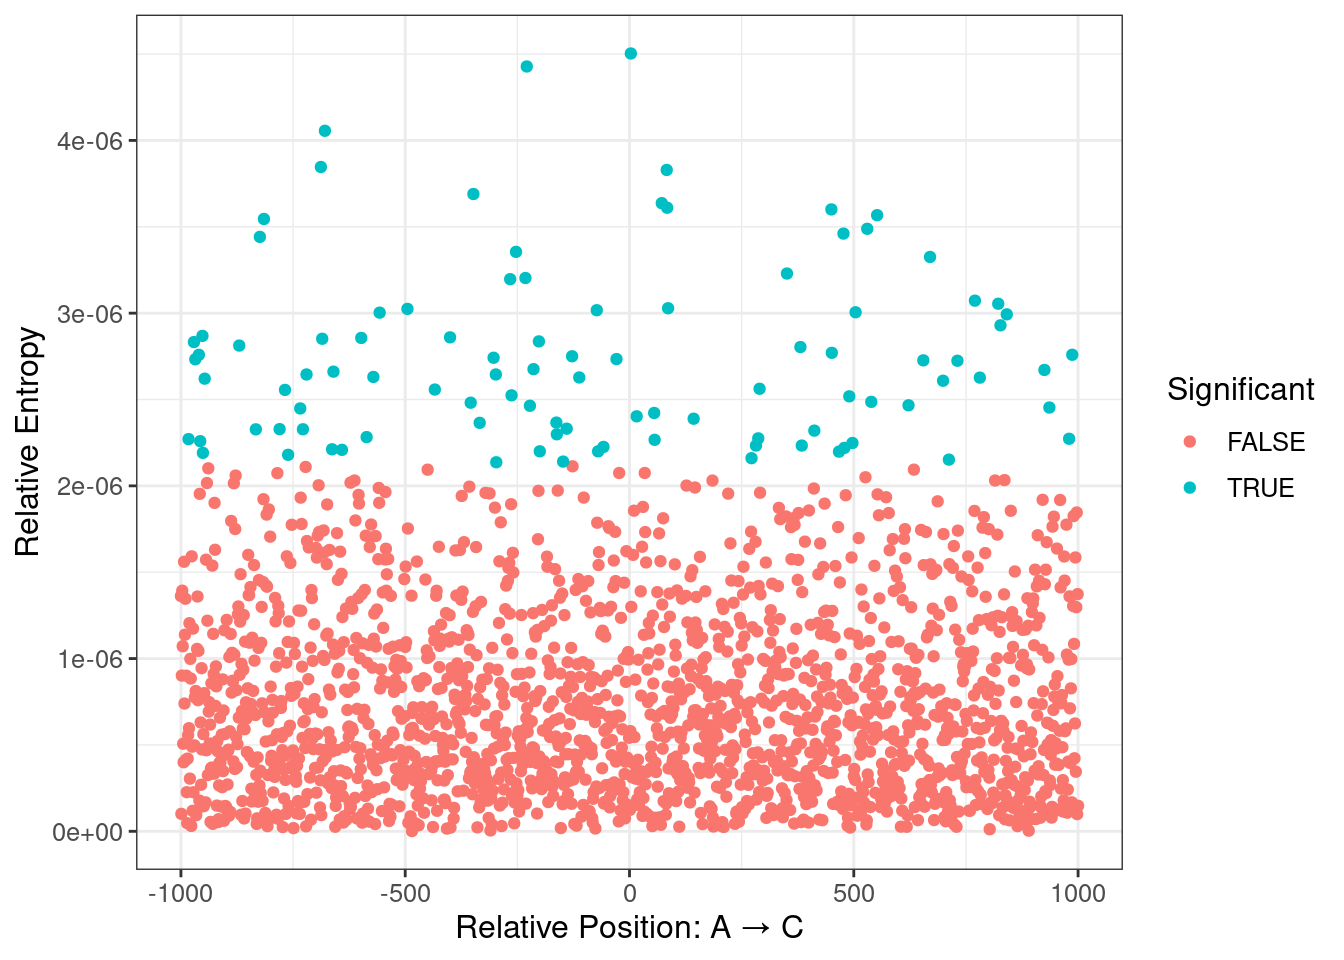 4e-06
3e-06
2e-06
1e-06
0e+00
Relative Entropy
-1000
-500
0
500
1000
Relative Position: A → C
Significant
FALSE
TRUE